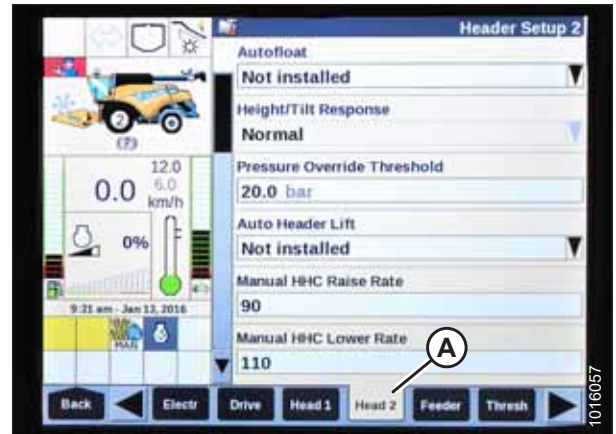 Header Setup 2
Autofloat
Not installed
Height/Tilt Response
Normal
Pressure Override Threshold
20.0 bar
Auto Header Lift
Not installed
Manual HHC Raise Rate
90
Manual HHC Lower Rate
110
2
(?)
12.0
6.0
0.0 km/h
0%
9:21 am - Jan 13, 2016
MAN
A
Back Electr Drive Head 1 Head 2 Feeder Thresh
1016057